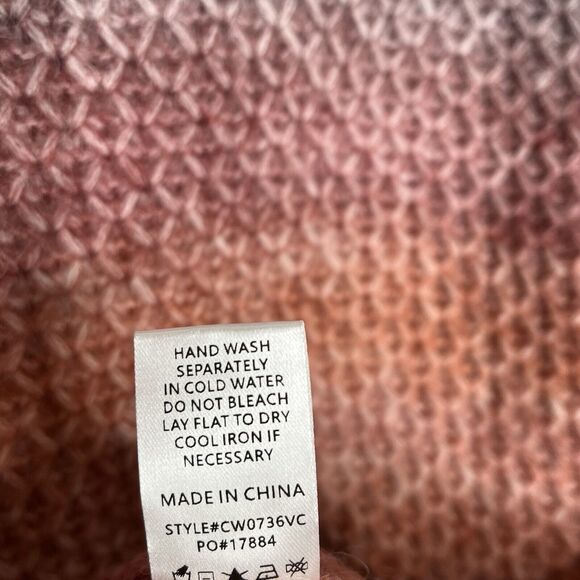 HAND WASH
SEPARATELY
IN COLD WATER
DO NOT BLEACH
LAY FLAT TO DRY
COOL IRON IF
NECESSARY
MADE IN CHINA
STYLE#CW0736VC
PO#17884